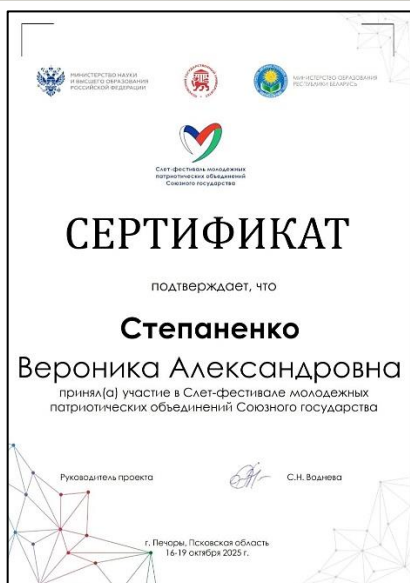 МИНИСТЕРСТВО НАУКИ
И ВЫСШЕГО ОБРАЗОВАНИЯ
РОССИЙСКОЙ ФЕДЕРАЦИИ
МИНИСТЕРСТВО ОБРАЗОВАНИЯ
РЕСПУБЛИКИ БЕЛАРУСЬ
Слет-фестиваль молодежных
патриотических объединений
Союзного государства
СЕРТИФИКАТ
подтверждает, что
Степаненко
Вероника Александровна
принял(а) участие в Слет-фестивале молодежных
патриотических объединений Союзного государства
Руководитель проекта
С.Н. Воднева
г. Печоры, Псковская область
16-19 октября 2025 г.